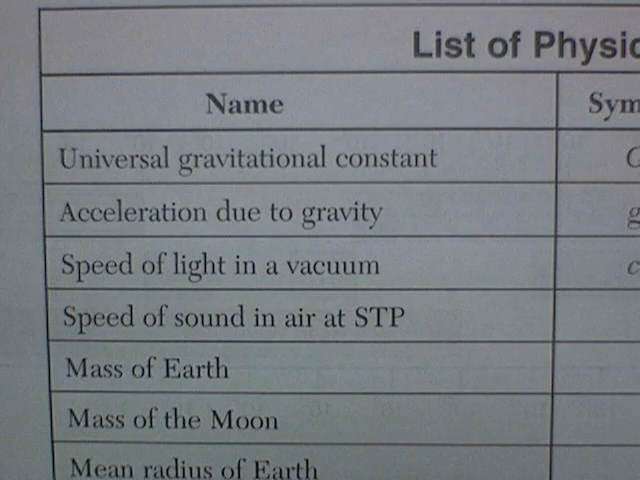 List of Physic
Name Sym
Universal gravitational constant G
Acceleration due to gravity g
Speed of light in a vacuum c
Speed of sound in air at STP
Mass of Earth
Mass of the Moon
Mean radius of Earth